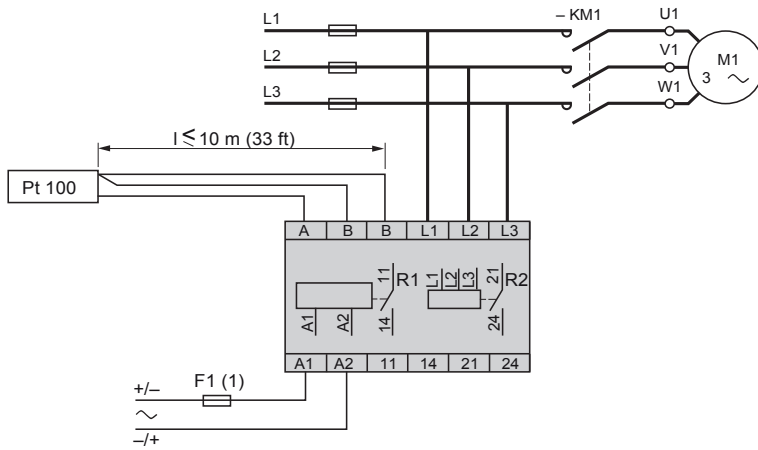 L1
– KM1
U1
L2
V1
M1
3
L3
W1
l ≤ 10 m (33 ft)
Pt 100
A B B L1 L2 L3
11 R1 L1 L2 L3 21 R2
A1 A2 14 24
A1 A2 11 14 21 24
+/– F1 (1)
–/+